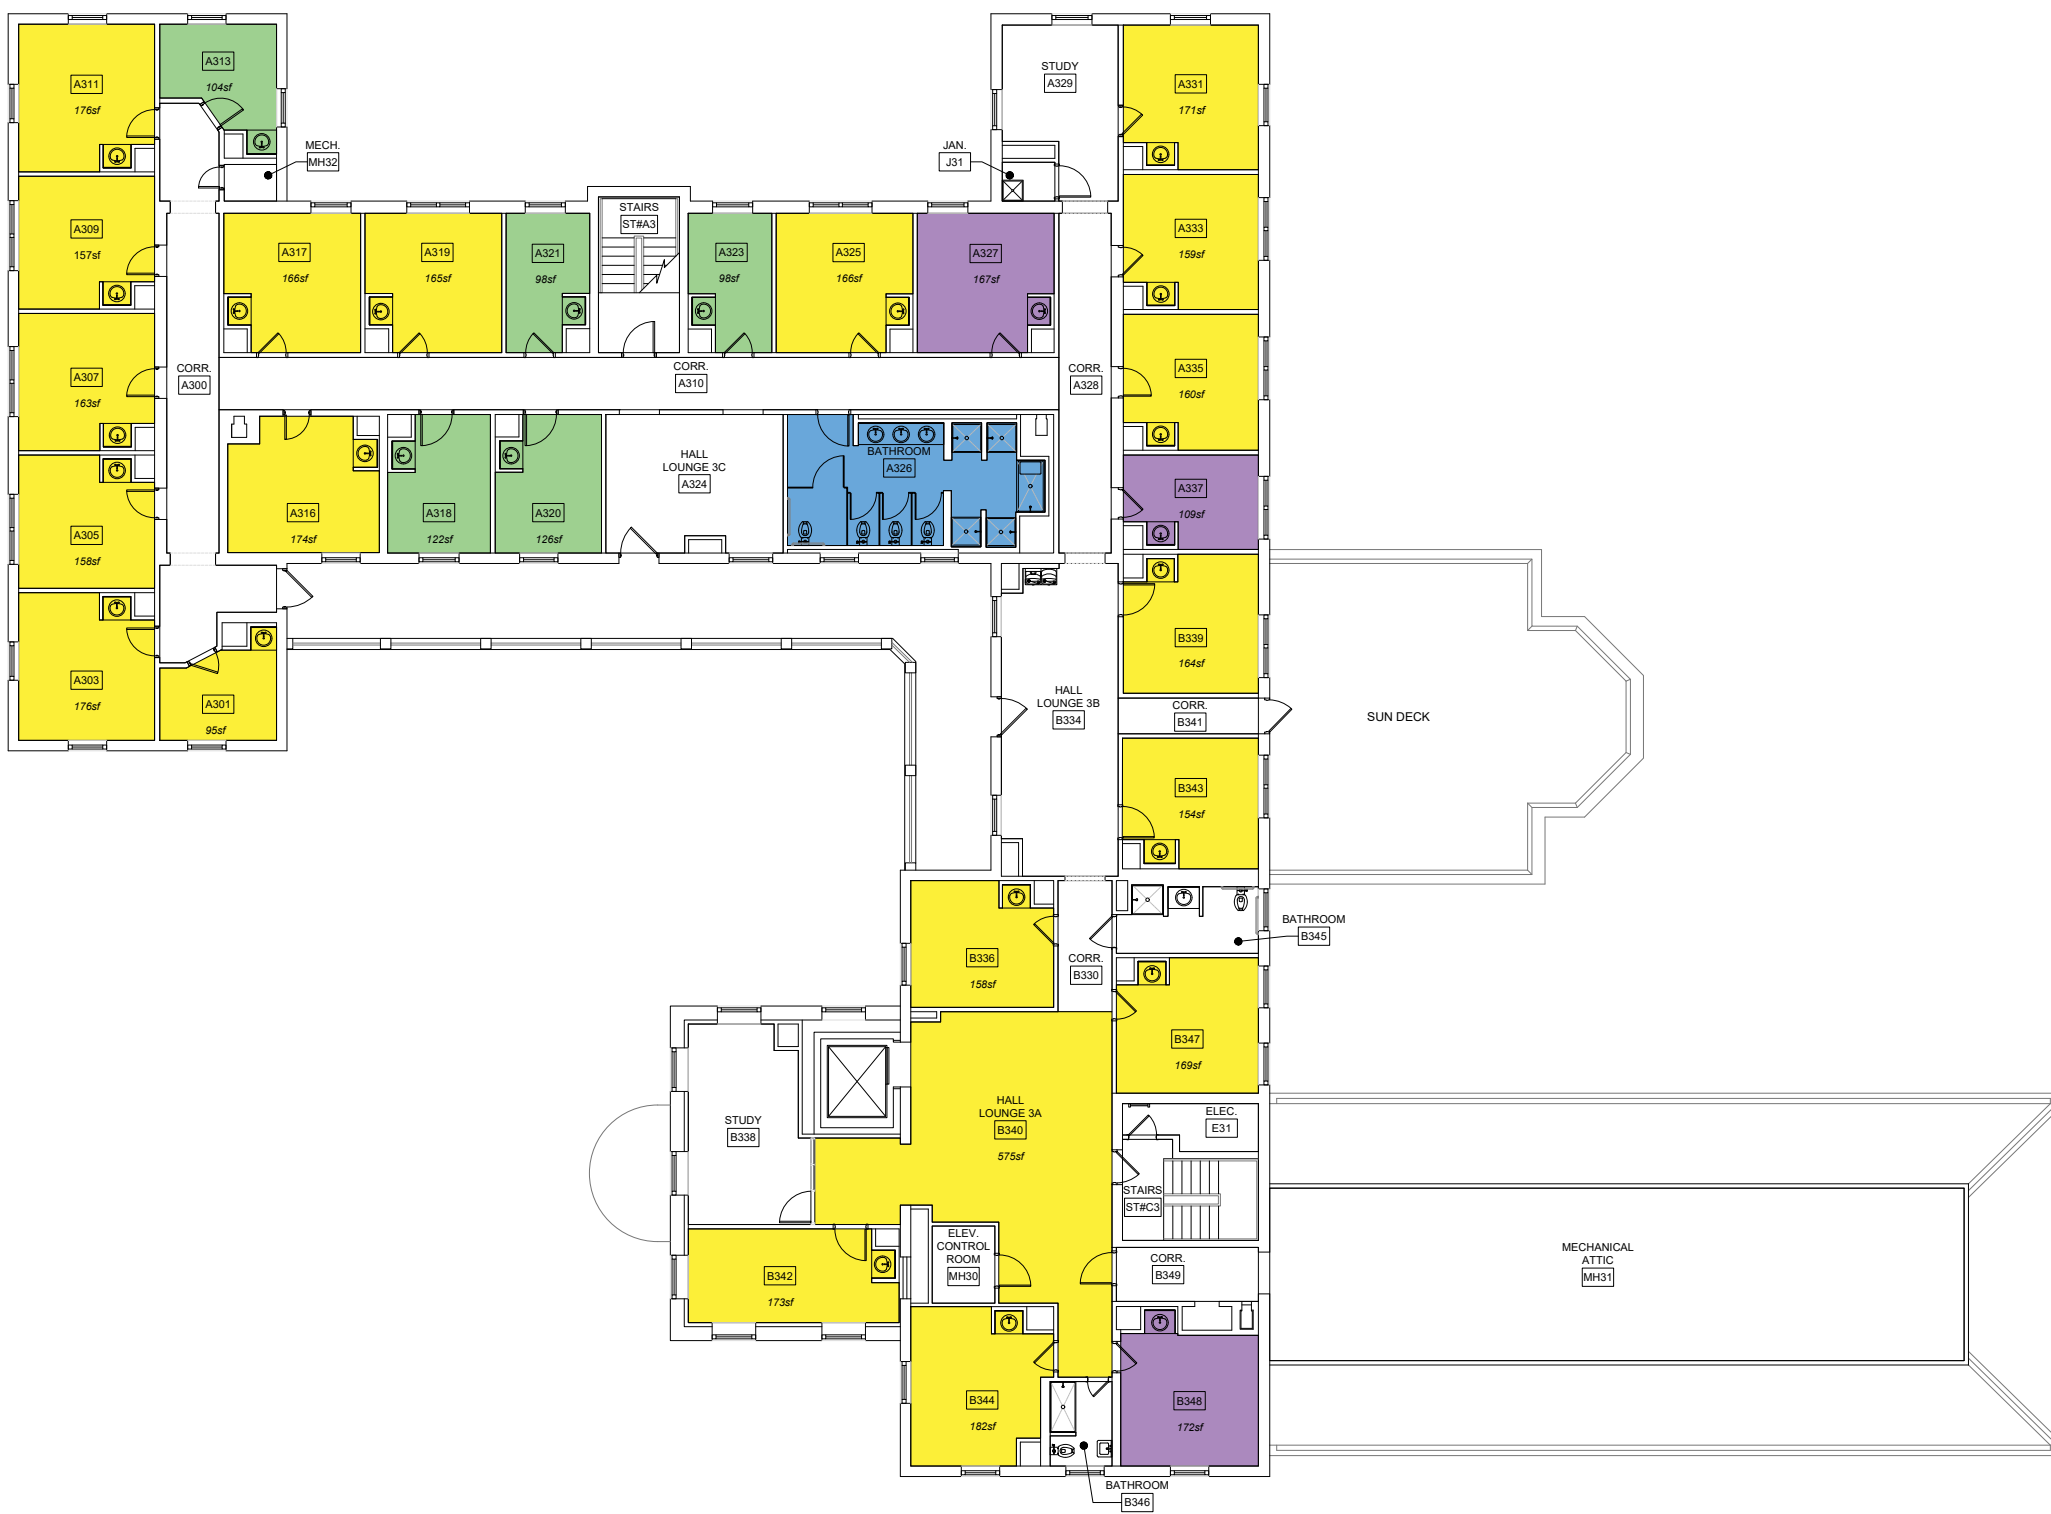 A311
176sf
A313
104sf
MECH.
MH32
A309
157sf
A307
163sf
A305
158sf
A303
176sf
A301
95sf
CORR.
A300
A317
166sf
A319
165sf
A321
98sf
STAIRS
ST#A3
A323
98sf
A325
166sf
A327
167sf
CORR.
A310
A316
174sf
A318
122sf
A320
126sf
HALL
LOUNGE 3C
A324
BATHROOM
A326
STUDY
A329
JAN.
J31
CORR.
A328
A331
171sf
A333
159sf
A335
160sf
A337
109sf
B339
164sf
HALL
LOUNGE 3B
B334
CORR.
B341
SUN DECK
B343
154sf
BATHROOM
B345
B336
158sf
CORR.
B330
B347
169sf
STUDY
B338
HALL
LOUNGE 3A
B340
575sf
ELEC.
E31
STAIRS
ST#C3
ELEV.
CONTROL
ROOM
MH30
CORR.
B349
B342
173sf
MECHANICAL
ATTIC
MH31
B344
182sf
B348
172sf
BATHROOM
B346